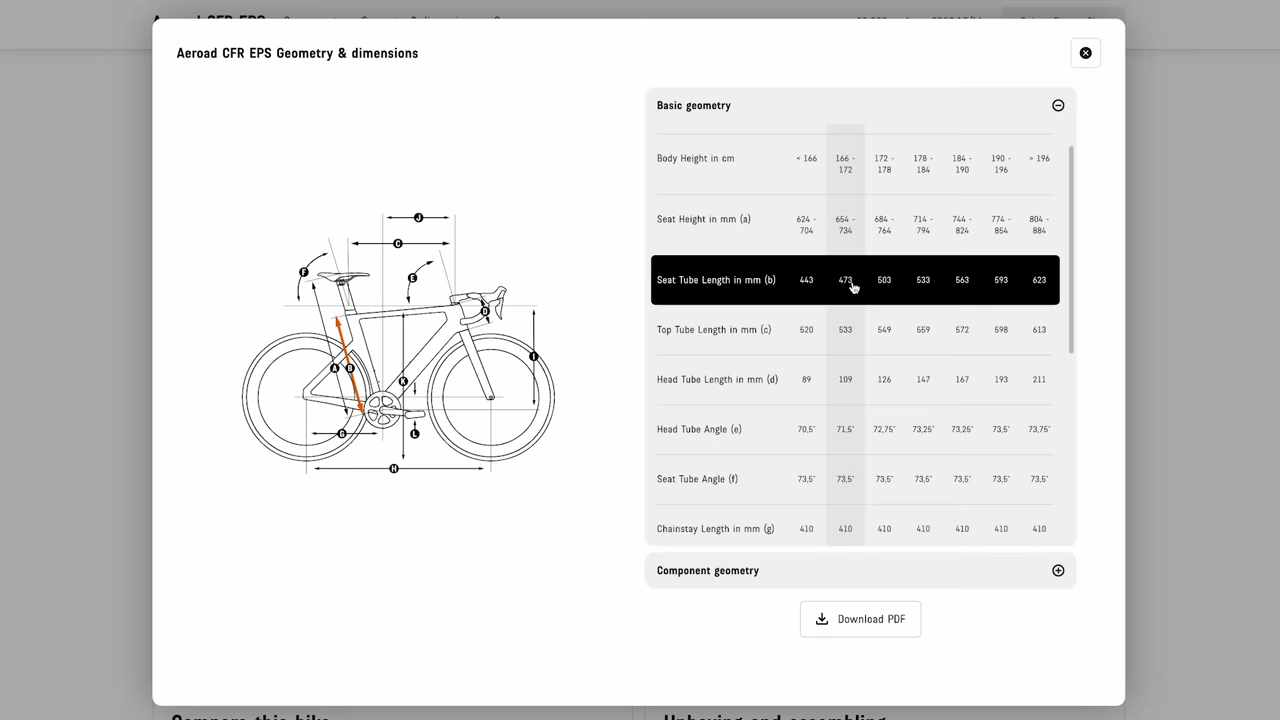 Aeroad CFR EPS Geometry & dimensions
Basic geometry
Body Height in cm < 166 166 - 172 172 - 178 178 - 184 184 - 190 190 - 196 > 196
Seat Height in mm (a) 624 - 704 654 - 734 684 - 764 714 - 794 744 - 824 774 - 854 804 - 884
Seat Tube Length in mm (b) 443 473 503 533 563 593 623
Top Tube Length in mm (c) 520 533 549 559 572 598 613
Head Tube Length in mm (d) 89 109 126 147 167 193 211
Head Tube Angle (e) 70,5° 71,5° 72,75° 73,25° 73,25° 73,5° 73,75°
Seat Tube Angle (f) 73,5° 73,5° 73,5° 73,5° 73,5° 73,5° 73,5°
Chainstay Length in mm (g) 410 410 410 410 410 410 410
Component geometry
Download PDF
J
C
F
E
D
I
A
B
K
G
L
H
Compare this bike
Unboxing and assembling